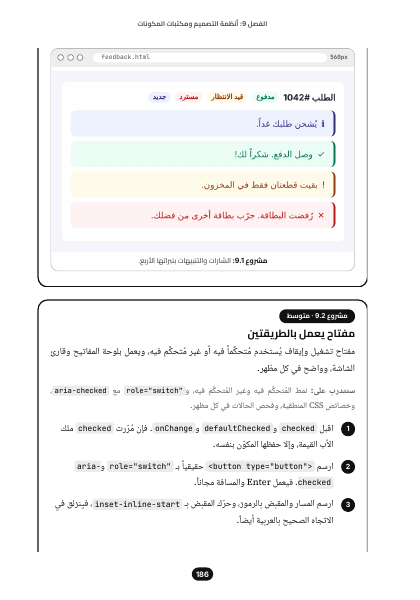 الفصل 9: أنظمة التصميم ومكتبات المكونات
feedback.html
560px
الطلب #1042 مدفوع قيد الانتظار مسترد جديد
ℹ يُشحن طلبك غداً.
✓ وصل الدفع. شكراً لك!
! بقيت قطعتان فقط في المخزون.
✕ رُفضت البطاقة. جرّب بطاقة أخرى من فضلك.
مشروع 9.1: الشارات والتنبيهات بنبراتها الأربع.
مشروع 9.2 · متوسط
مفتاح يعمل بالطريقتين
مفتاح تشغيل وإيقاف يُستخدم مُتحكَّماً فيه أو غير مُتحكَّم فيه، ويعمل بلوحة المفاتيح وقارئ
الشاشة، وواضح في كل مظهر.
ستتدرب على: نمط المُتحكَّم فيه وغير المُتحكَّم فيه، و role="switch" مع aria-checked،
وخصائص CSS المنطقية، وفحص الحالات في كل مظهر.
1 اقبل checked و defaultChecked و onChange. فإن مُرّرت checked ملك
الأب القيمة، وإلا حفظها المكوّن بنفسه.
2 ارسم <button type="button"> حقيقياً بـ role="switch" و aria-
checked، فيعمل Enter والمسافة مجاناً.
3 ارسم المسار والمقبض بالرموز، وحرّك المقبض بـ inset-inline-start، فينزلق في
الاتجاه الصحيح بالعربية أيضاً.
186